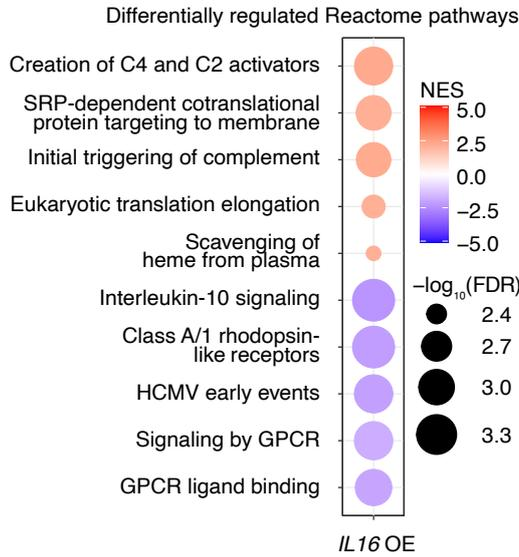 Differentially regulated Reactome pathways
Creation of C4 and C2 activators
SRP-dependent cotranslational
protein targeting to membrane
Initial triggering of complement
Eukaryotic translation elongation
Scavenging of
heme from plasma
Interleukin-10 signaling
Class A/1 rhodopsin-
like receptors
HCMV early events
Signaling by GPCR
GPCR ligand binding
IL16 OE
NES
5.0
2.5
0.0
−2.5
−5.0
−log₁₀(FDR)
2.4
2.7
3.0
3.3